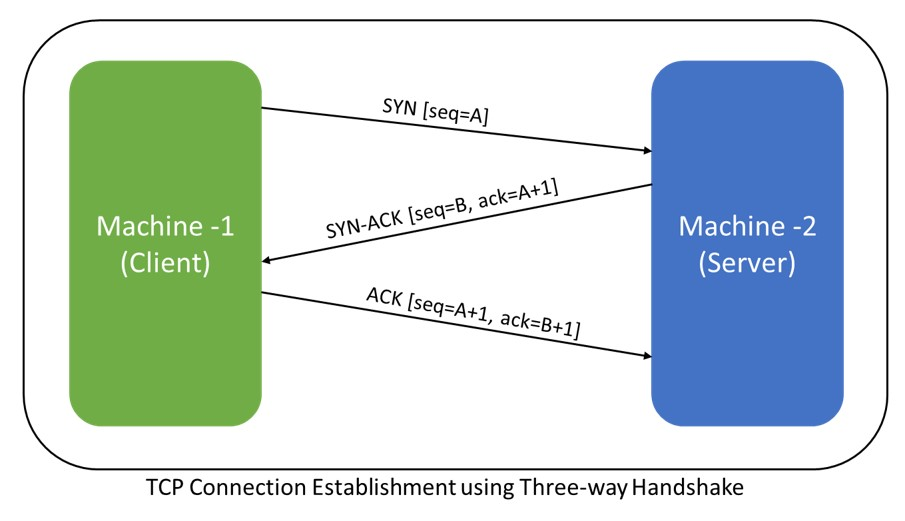 SYN [seq=A]
SYN-ACK [seq=B, ack=A+1]
Machine -1
(Client)
Machine -2
(Server)
ACK [seq=A+1, ack=B+1]
TCP Connection Establishment using Three-way Handshake